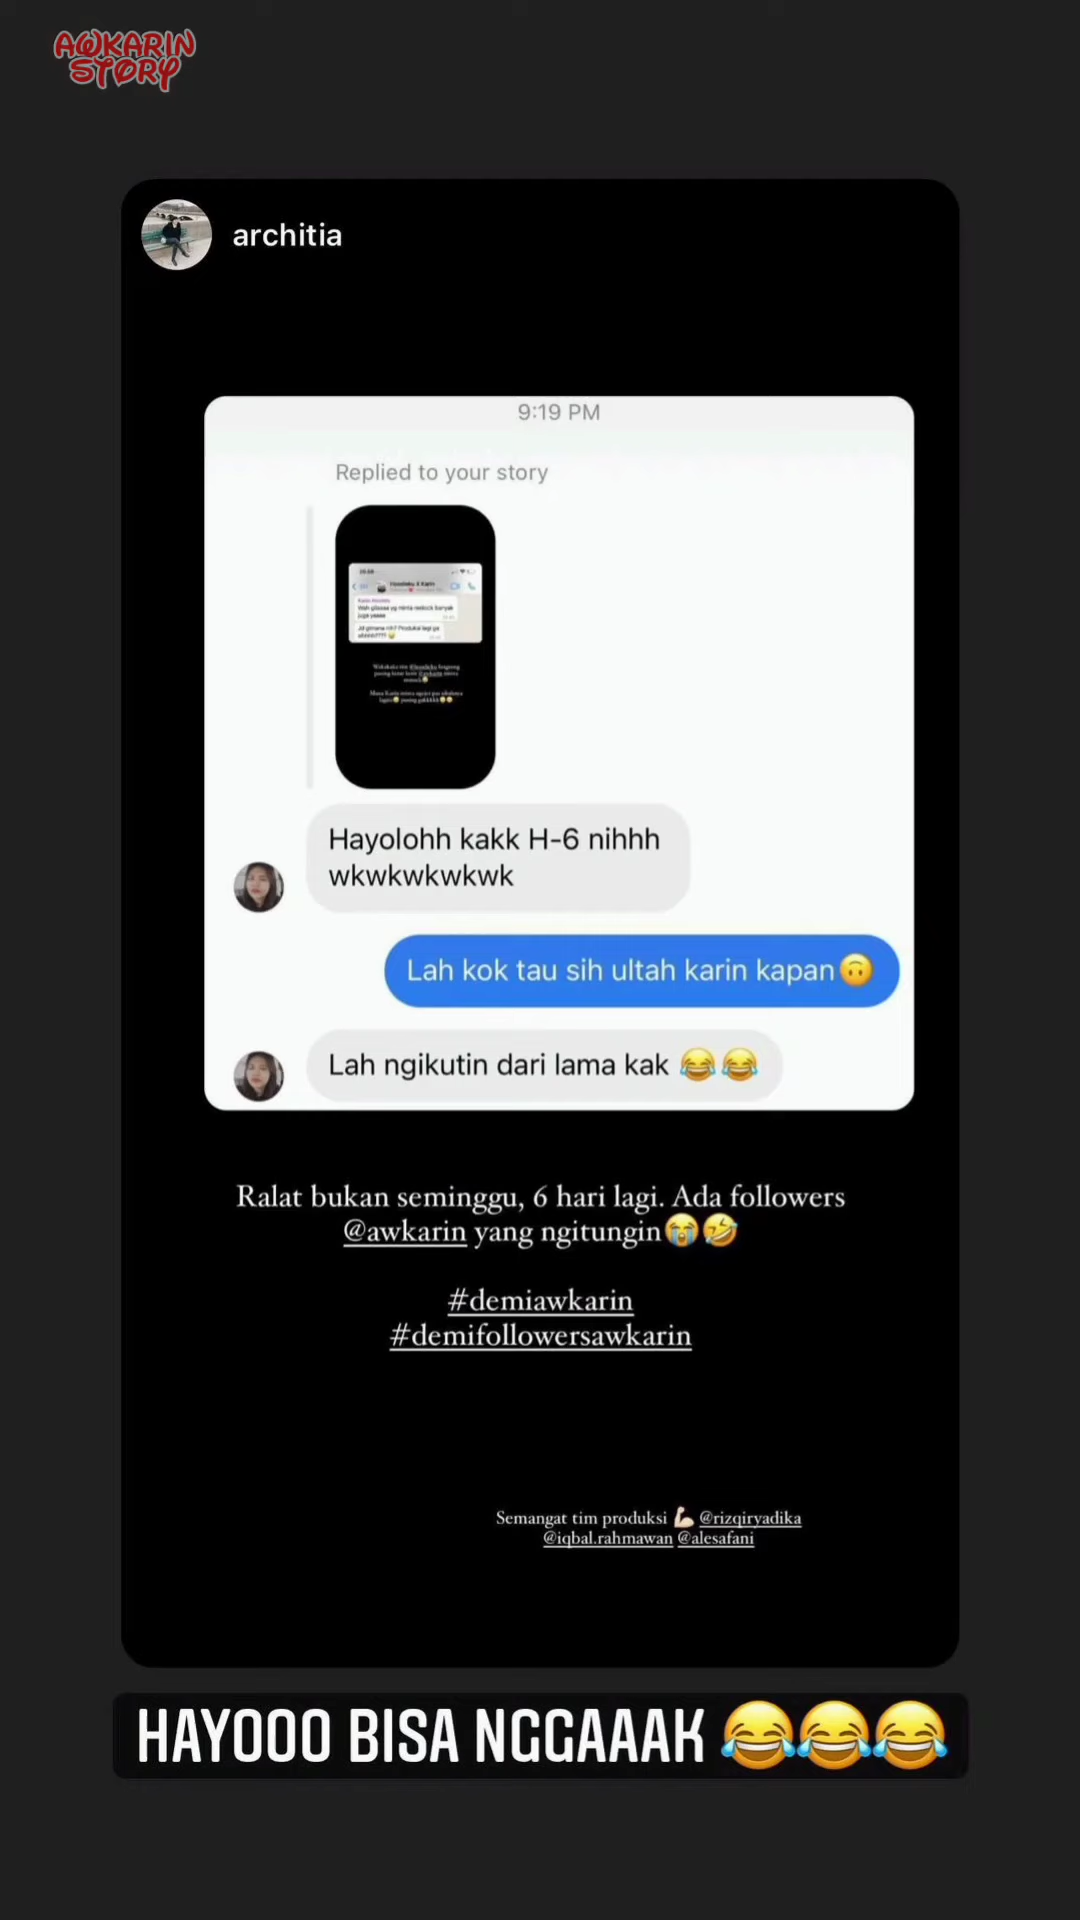 AWKARIN
STORY
architia
9:19 PM
Replied to your story
Hayolohh kakk H-6 nihhh
wkwkwkwkwk
Lah kok tau sih ultah karin kapan🙃
Lah ngikutin dari lama kak 😂😂
Ralat bukan seminggu, 6 hari lagi. Ada followers
@awkarin yang ngitungin😭🤣
#demiawkarin
#demifollowersawkarin
Semangat tim produksi 💪🏻 @rizqiryadika
@iqbal.rahmawan @alesafani
HAYOOO BISA NGGAAAK 😂😂😂